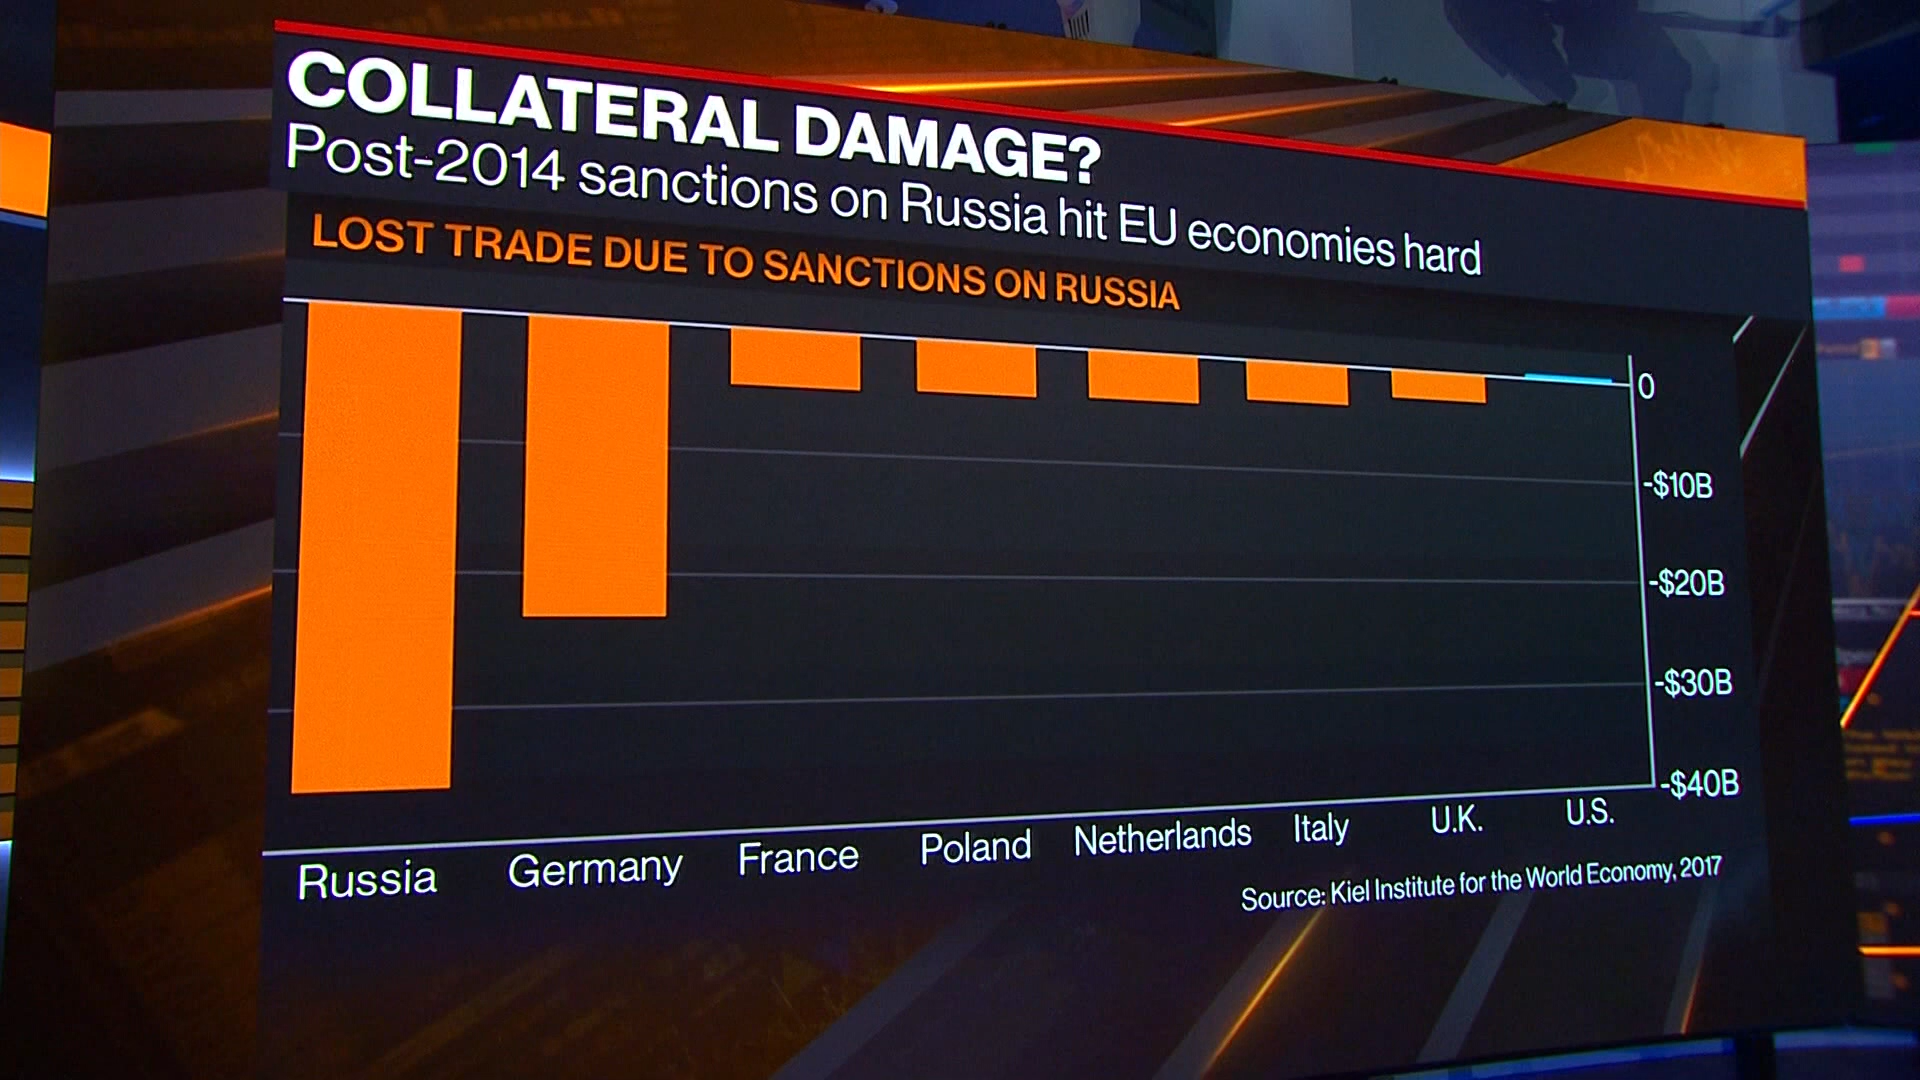 COLLATERAL DAMAGE?
Post-2014 sanctions on Russia hit EU economies hard
LOST TRADE DUE TO SANCTIONS ON RUSSIA
0
-$10B
-$20B
-$30B
-$40B
Russia Germany France Poland Netherlands Italy U.K. U.S.
Source: Kiel Institute for the World Economy, 2017